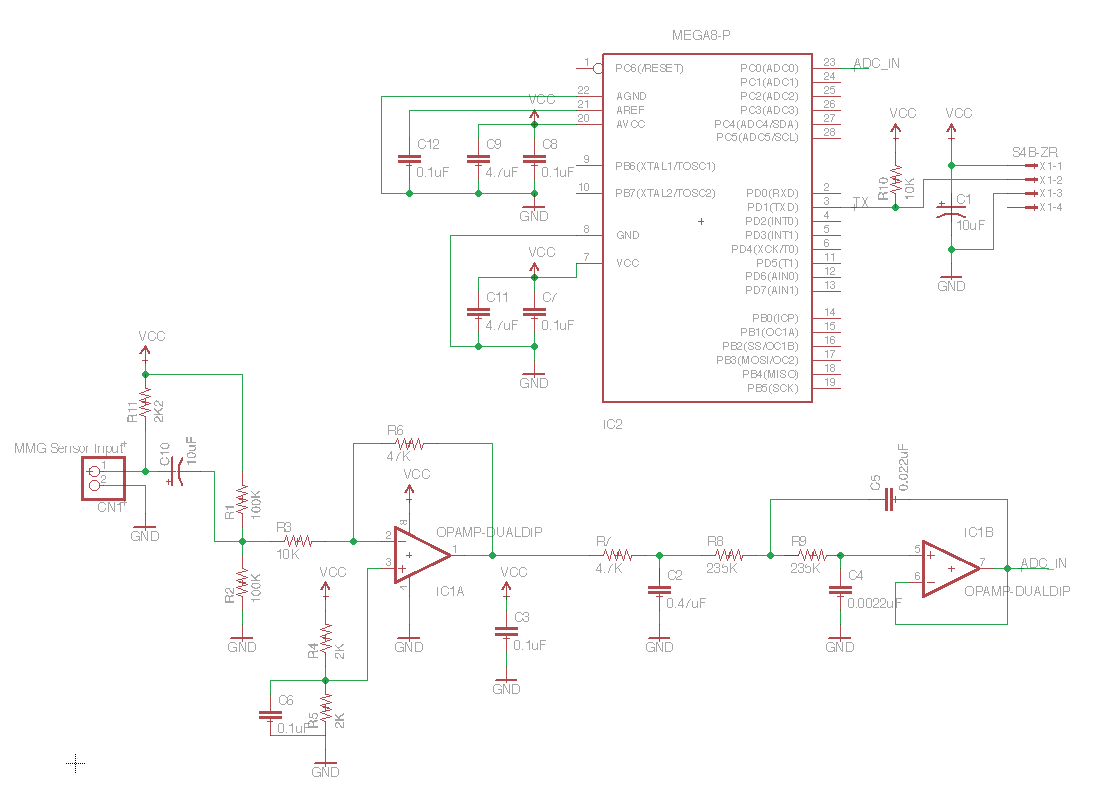 MEGA8-P
1
PC6(/RESET)
PC0(ADC0)
23
ADC_IN
PC1(ADC1)
24
22
AGND
PC2(ADC2)
25
VCC
21
AREF
PC3(ADC3)
26
20
AVCC
PC4(ADC4/SDA)
27
PC5(ADC5/SCL)
28
VCC
VCC
C12
0.1uF
C9
4.7uF
C8
0.1uF
GND
9
PB6(XTAL1/TOSC1)
10
PB7(XTAL2/TOSC2)
PD0(RXD)
2
PD1(TXD)
3
TX
PD2(INT0)
4
8
GND
PD3(INT1)
5
PD4(XCK/T0)
6
7
VCC
PD5(T1)
11
PD6(AIN0)
12
PD7(AIN1)
13
R10
10K
S4B-ZR
X1-1
X1-2
X1-3
X1-4
C1
10uF
GND
VCC
C11
4.7uF
C7
0.1uF
GND
PB0(ICP)
14
PB1(OC1A)
15
PB2(SS/OC1B)
16
PB3(MOSI/OC2)
17
PB4(MISO)
18
PB5(SCK)
19
IC2
VCC
R11
2K2
MMG Sensor Input
1
2
CN1
GND
C10
10uF
R1
100K
R2
100K
GND
R3
10K
R6
47K
VCC
8
OPAMP-DUALDIP
2
3
1
4
IC1A
GND
VCC
R4
2K
C6
0.1uF
R5
2K
GND
VCC
C3
0.1uF
GND
R7
4.7K
C2
0.47uF
GND
R8
235K
R9
235K
C5
0.022uF
C4
0.0022uF
GND
IC1B
5
6
7
ADC_IN
OPAMP-DUALDIP